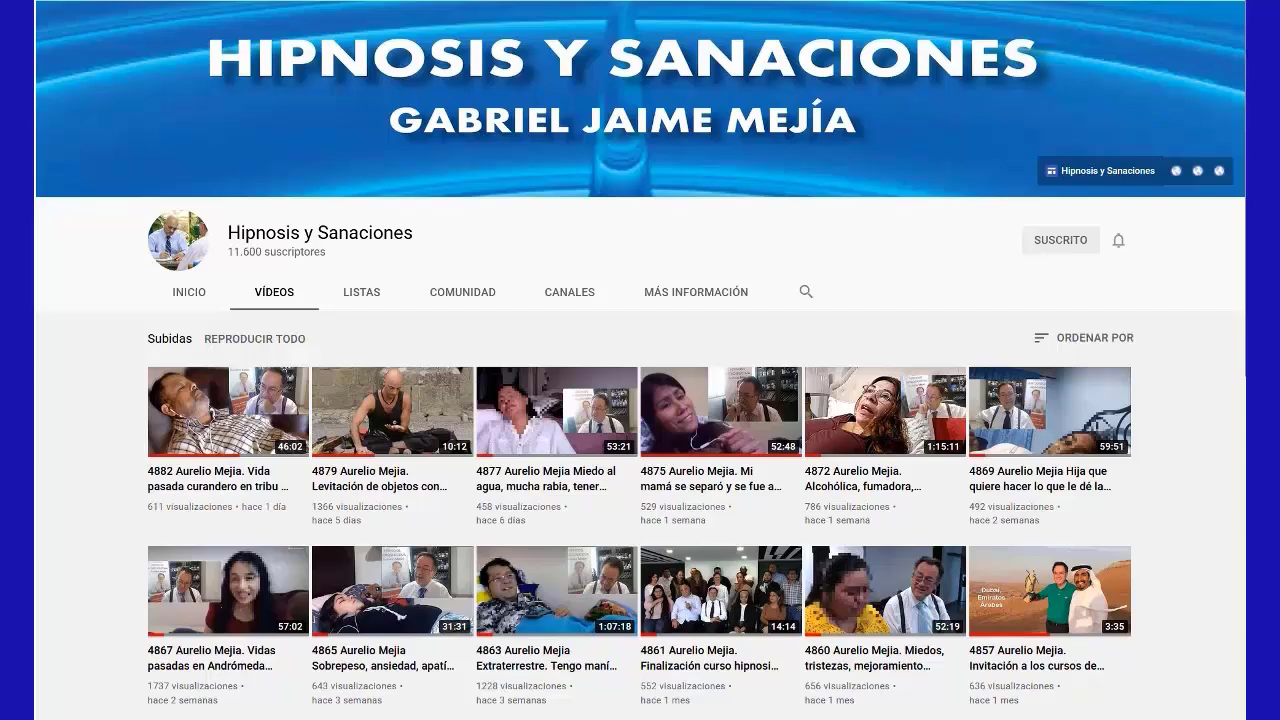 HIPNOSIS Y SANACIONES
GABRIEL JAIME MEJÍA
Hipnosis y Sanaciones
Hipnosis y Sanaciones
11.600 suscriptores
SUSCRITO
INICIO
VÍDEOS
LISTAS
COMUNIDAD
CANALES
MÁS INFORMACIÓN
Subidas
REPRODUCIR TODO
ORDENAR POR
46:02
4882 Aurelio Mejia. Vida
pasada curandero en tribu ...
611 visualizaciones • hace 1 día
10:12
4879 Aurelio Mejia.
Levitación de objetos con...
1366 visualizaciones •
hace 5 días
53:21
4877 Aurelio Mejia Miedo al
agua, mucha rabia, tener...
458 visualizaciones •
hace 6 días
52:48
4875 Aurelio Mejia. Mi
mamá se separó y se fue a...
529 visualizaciones •
hace 1 semana
1:15:11
4872 Aurelio Mejia.
Alcohólica, fumadora,...
786 visualizaciones •
hace 1 semana
59:51
4869 Aurelio Mejia Hija que
quiere hacer lo que le dé la...
492 visualizaciones •
hace 2 semanas
57:02
4867 Aurelio Mejia. Vidas
pasadas en Andrómeda...
1737 visualizaciones •
hace 2 semanas
31:31
4865 Aurelio Mejia
Sobrepeso, ansiedad, apatí...
643 visualizaciones •
hace 3 semanas
1:07:18
4863 Aurelio Mejia
Extraterrestre. Tengo maní...
1228 visualizaciones •
hace 3 semanas
14:14
4861 Aurelio Mejia.
Finalización curso hipnosi...
552 visualizaciones •
hace 1 mes
52:19
4860 Aurelio Mejia. Miedos,
tristezas, mejoramiento...
656 visualizaciones •
hace 1 mes
Dubai,
Emiratos
Árabes
3:35
4857 Aurelio Mejia.
Invitación a los cursos de...
636 visualizaciones •
hace 1 mes